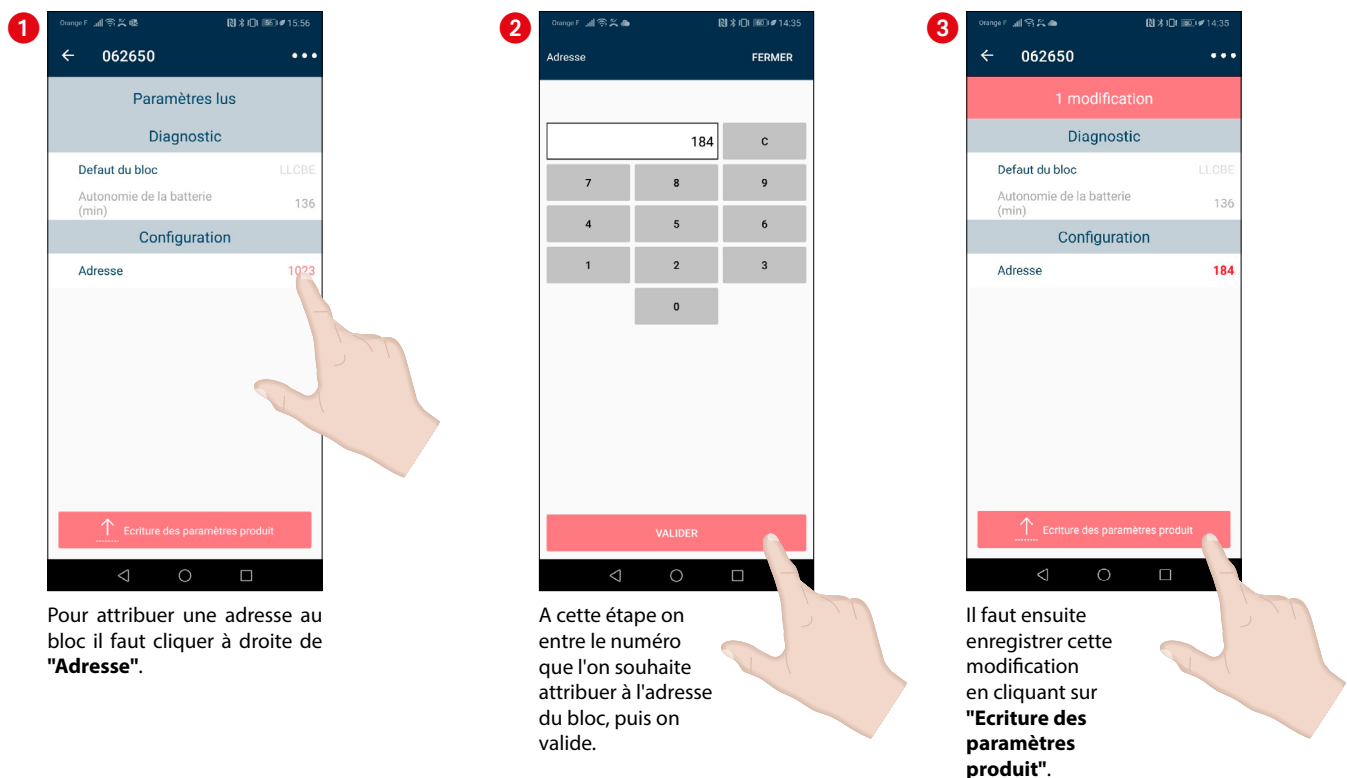 1
Orange F 15:56
062650
Paramètres lus
Diagnostic
Defaut du bloc LLCBE
Autonomie de la batterie
(min) 136
Configuration
Adresse 1023
Ecriture des paramètres produit
Pour attribuer une adresse au
bloc il faut cliquer à droite de
"Adresse".
2
Orange F 14:35
Adresse FERMER
184 C
7 8 9
4 5 6
1 2 3
0
VALIDER
A cette étape on
entre le numéro
que l'on souhaite
attribuer à l'adresse
du bloc, puis on
valide.
3
Orange F 14:35
062650
1 modification
Diagnostic
Defaut du bloc LLCBE
Autonomie de la batterie
(min) 136
Configuration
Adresse 184
Ecriture des paramètres produit
Il faut ensuite
enregistrer cette
modification
en cliquant sur
"Ecriture des
paramètres
produit".